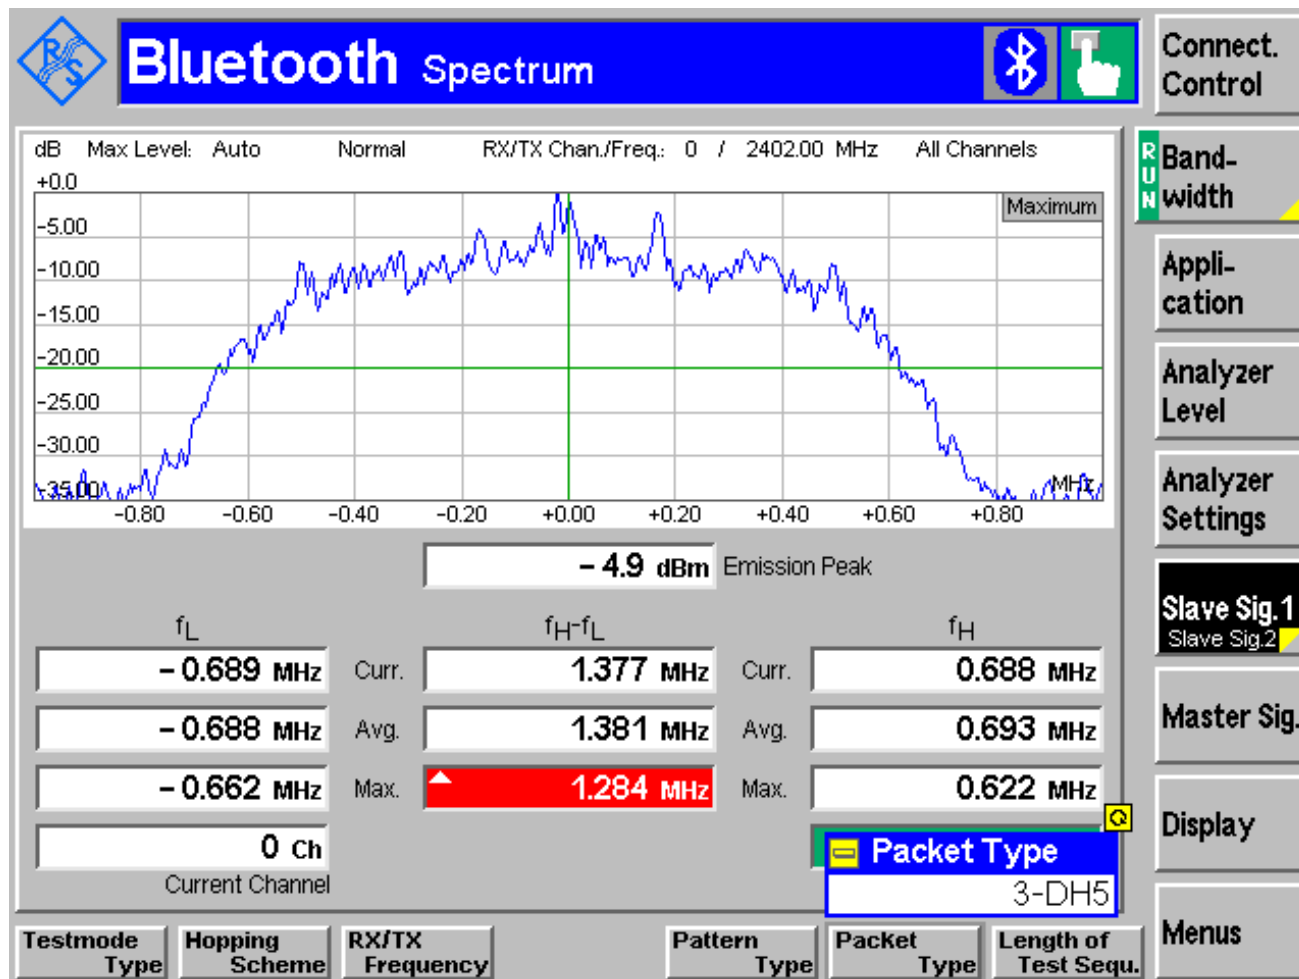 R S
Bluetooth Spectrum
Connect.
Control
dB Max Level: Auto Normal RX/TX Chan./Freq.: 0 / 2402.00 MHz All Channels
RUN
Band-
width
+0.0
Maximum
-5.00
-10.00
-15.00
-20.00
-25.00
-30.00
-35.00
MHz
-0.80 -0.60 -0.40 -0.20 +0.00 +0.20 +0.40 +0.60 +0.80
Appli-
cation
Analyzer
Level
Analyzer
Settings
- 4.9 dBm Emission Peak
fL fH-fL fH
- 0.689 MHz Curr. 1.377 MHz Curr. 0.688 MHz
- 0.688 MHz Avg. 1.381 MHz Avg. 0.693 MHz
- 0.662 MHz Max. 1.284 MHz Max. 0.622 MHz
0 Ch
Current Channel
Packet Type
3-DH5
Slave Sig.1
Slave Sig.2
Master Sig.
Display
Menus
Testmode
Type
Hopping
Scheme
RX/TX
Frequency
Pattern
Type
Packet
Type
Length of
Test Sequ.